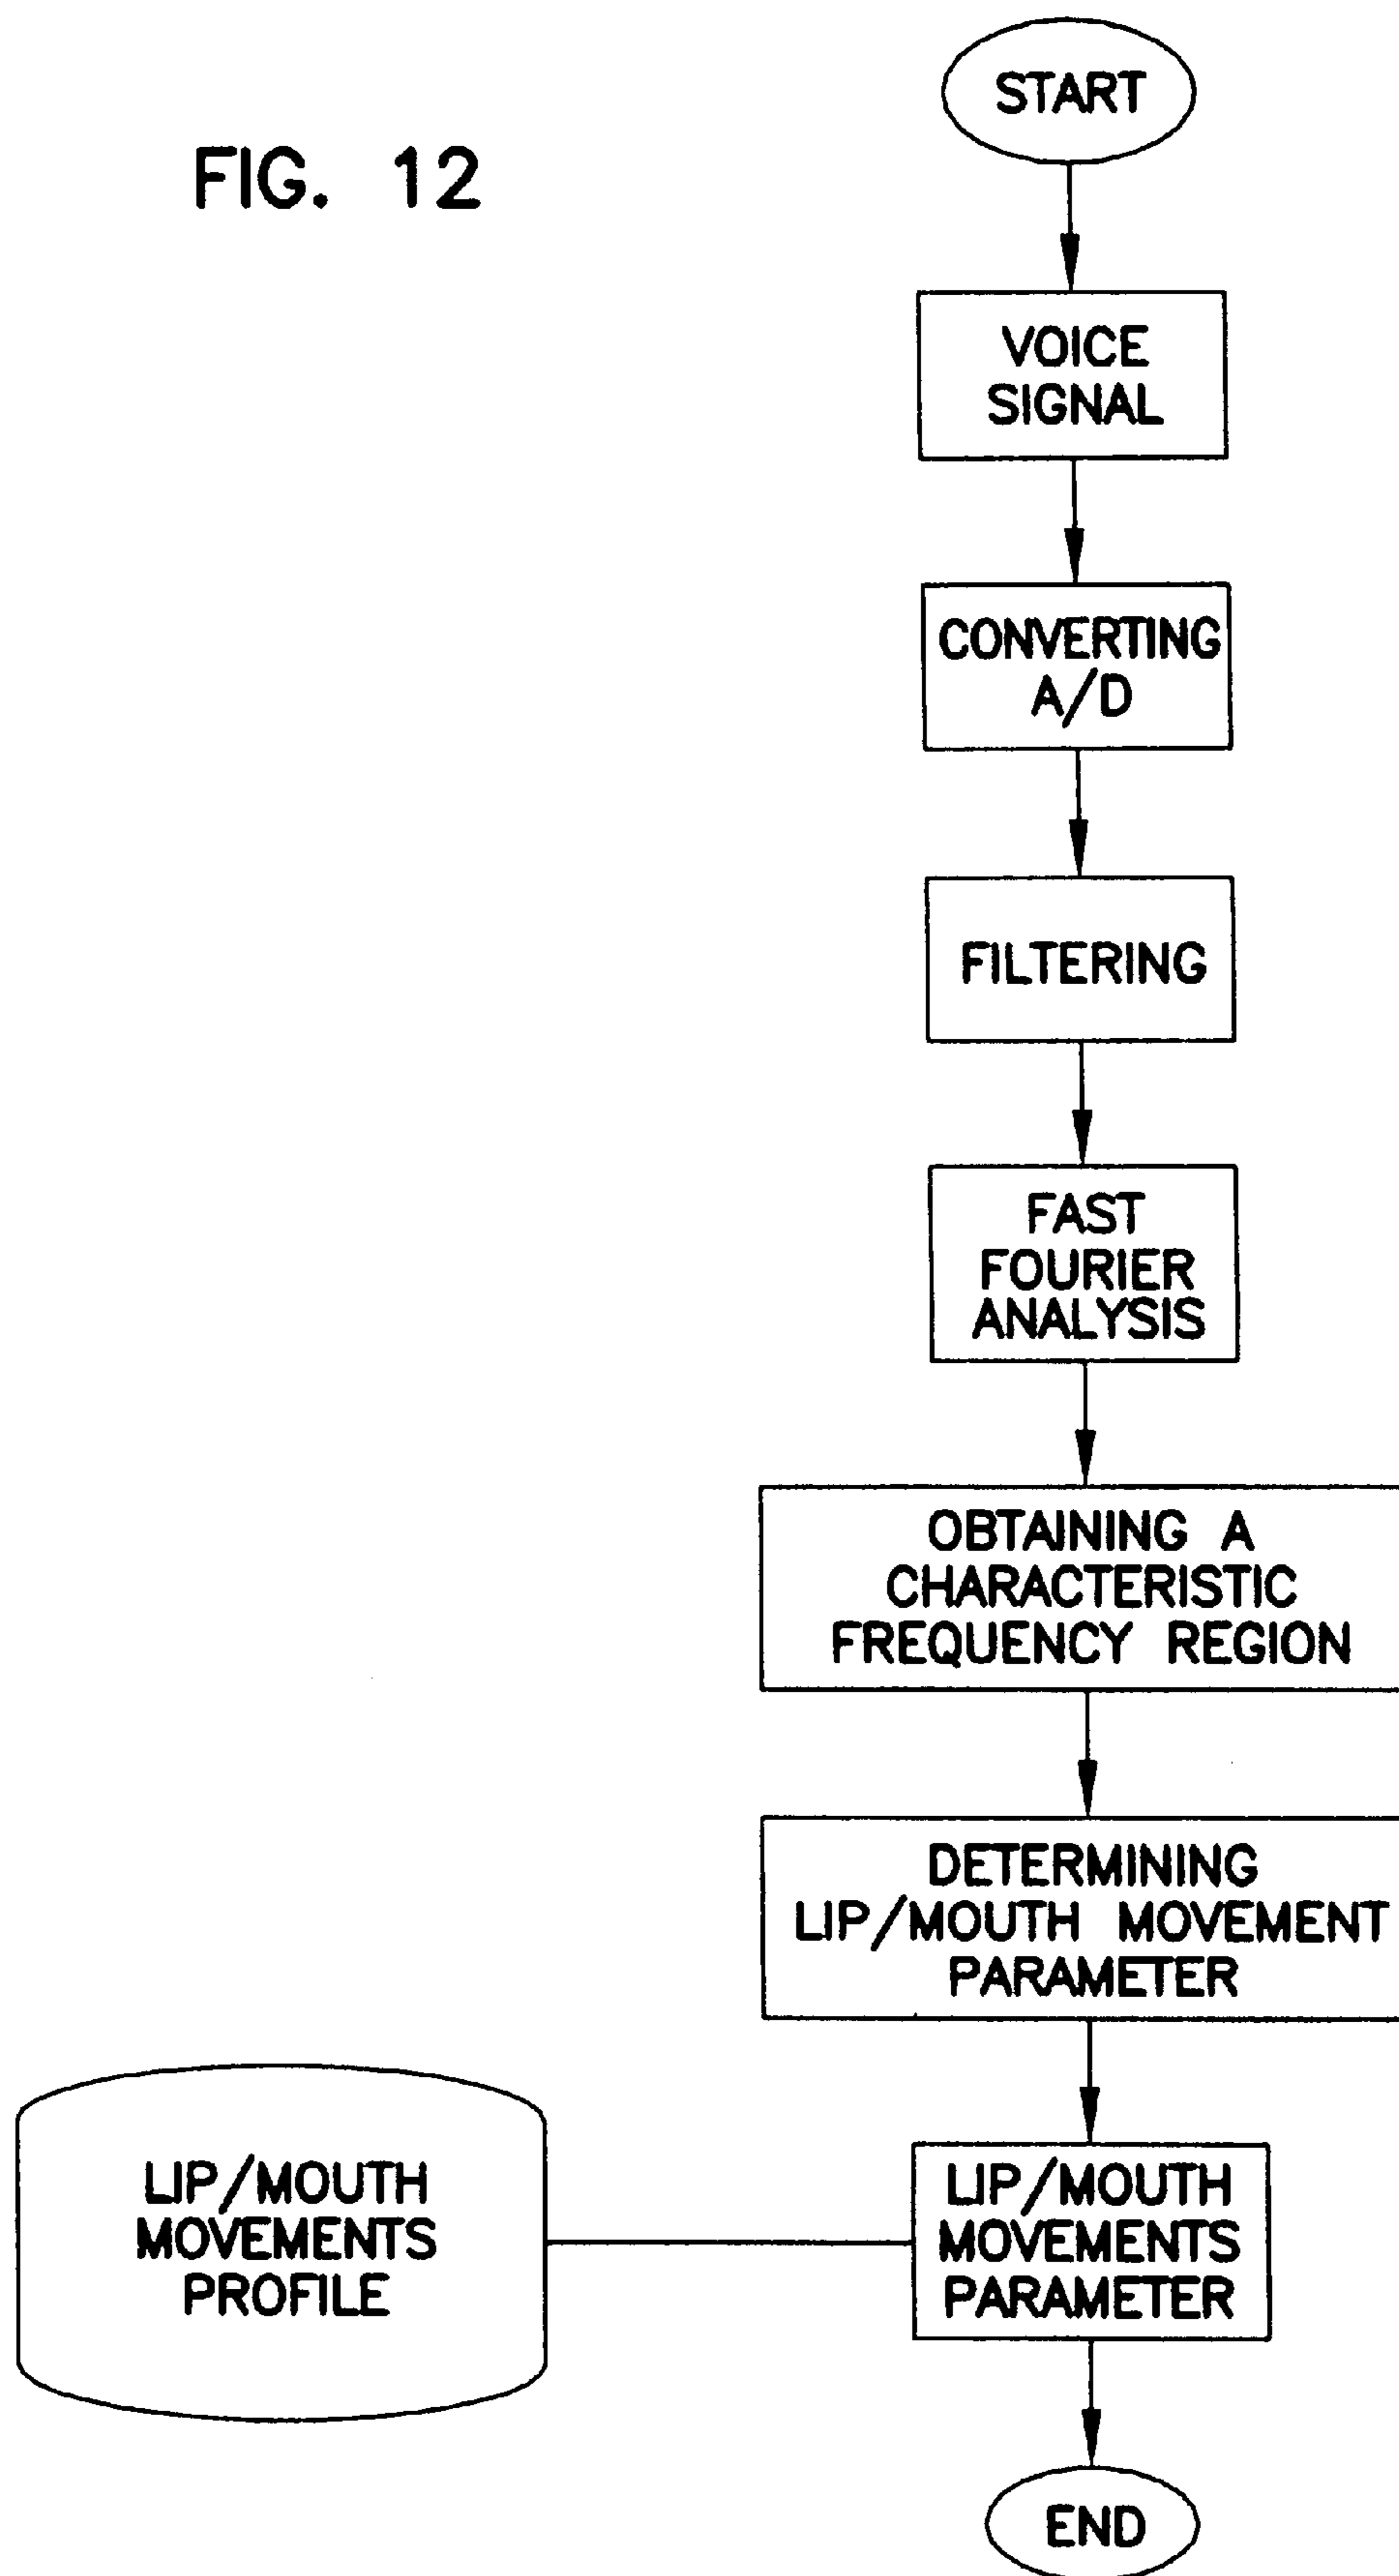 FIG. 12
START
VOICE
SIGNAL
CONVERTING
A/D
FILTERING
FAST
FOURIER
ANALYSIS
OBTAINING A
CHARACTERISTIC
FREQUENCY REGION
DETERMINING
LIP/MOUTH MOVEMENT
PARAMETER
LIP/MOUTH
MOVEMENTS
PROFILE
LIP/MOUTH
MOVEMENTS
PARAMETER
END